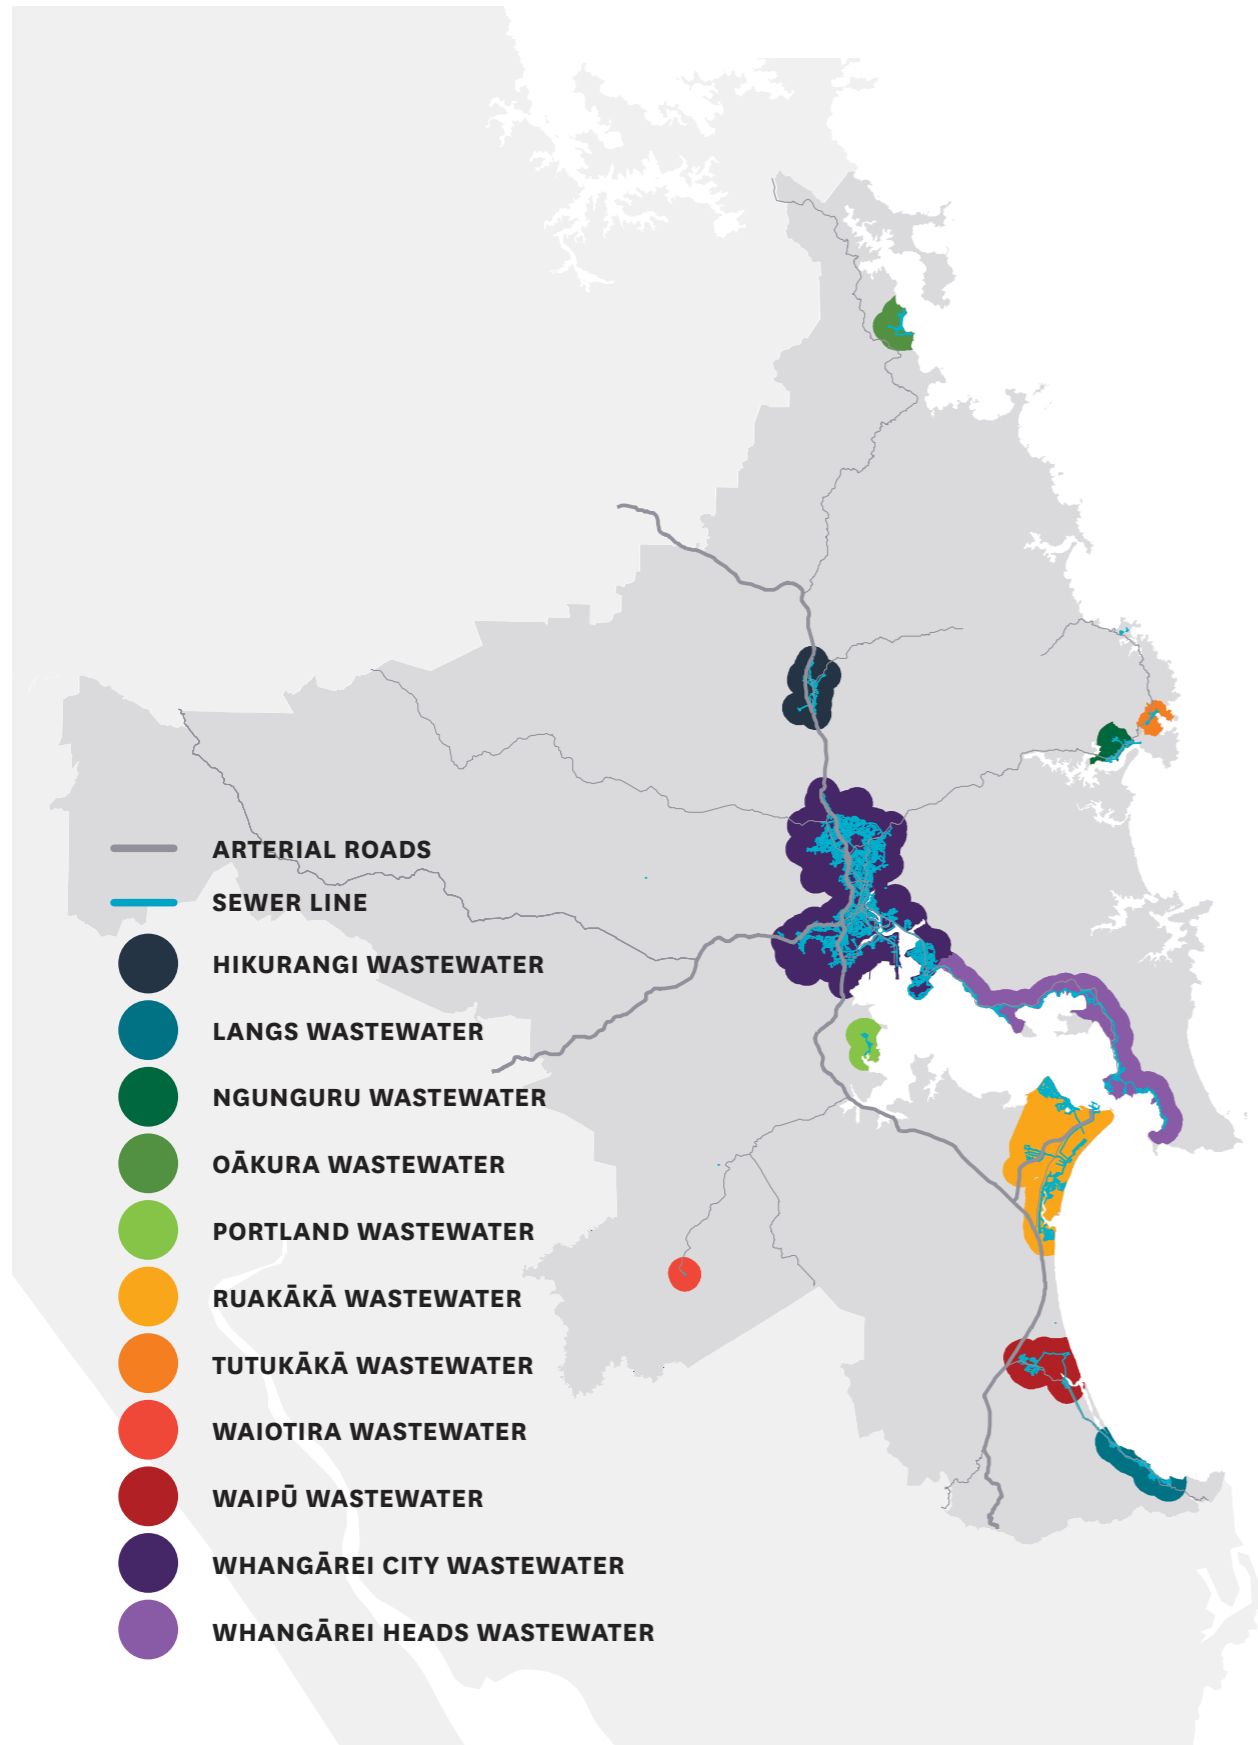 ARTERIAL ROADS
SEWER LINE
HIKURANGI WASTEWATER
LANGS WASTEWATER
NGUNGURU WASTEWATER
OĀKURA WASTEWATER
PORTLAND WASTEWATER
RUAKĀKĀ WASTEWATER
TUTUKĀKĀ WASTEWATER
WAIOTIRA WASTEWATER
WAIPŪ WASTEWATER
WHANGĀREI CITY WASTEWATER
WHANGĀREI HEADS WASTEWATER